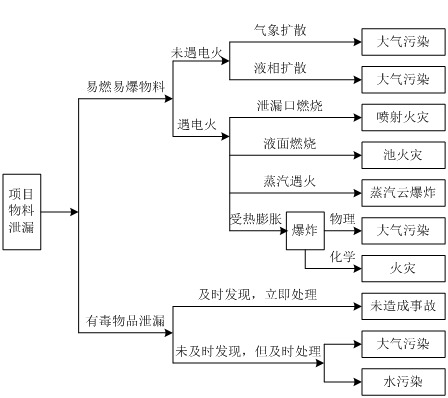 气象扩散
大气污染
未遇电火
液相扩散
大气污染
易燃易爆物料
泄漏口燃烧
喷射火灾
遇电火
液面燃烧
池火灾
蒸汽遇火
蒸汽云爆炸
项目
物料
泄漏
受热膨胀
爆炸
物理
大气污染
化学
火灾
及时发现，立即处理
未造成事故
有毒物品泄漏
大气污染
未及时发现，但及时处理
水污染